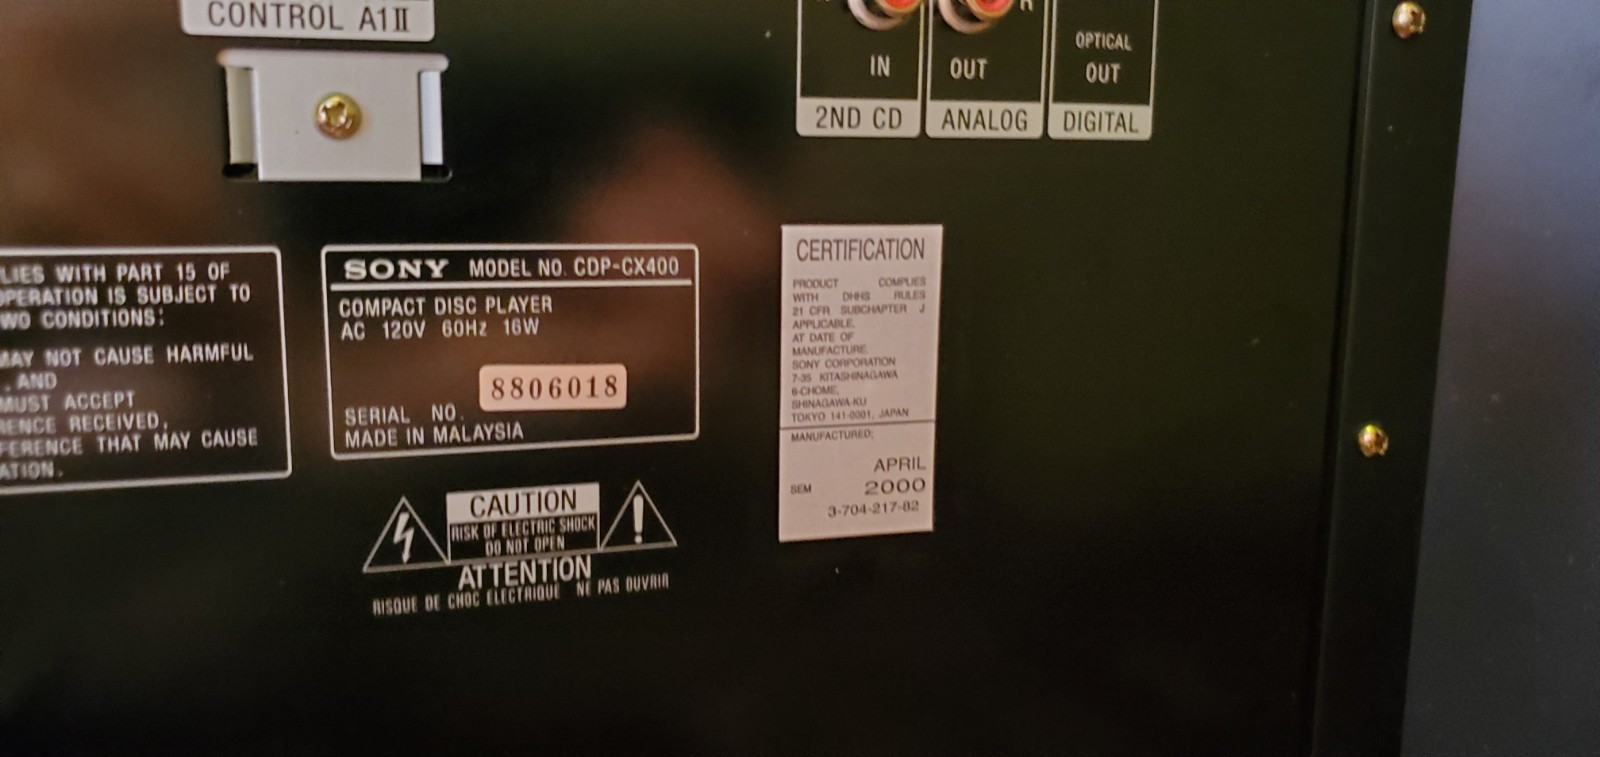 CONTROL A1II
R
IN
OUT
OPTICAL
OUT
2ND CD
ANALOG
DIGITAL
LIES WITH PART 15 OF
OPERATION IS SUBJECT TO
WO CONDITIONS:
MAY NOT CAUSE HARMFUL
, AND
MUST ACCEPT
RENCE RECEIVED,
FERENCE THAT MAY CAUSE
ATION.
SONY MODEL NO. CDP-CX400
COMPACT DISC PLAYER
AC 120V 60Hz 16W
8806018
SERIAL NO.
MADE IN MALAYSIA
CAUTION
RISK OF ELECTRIC SHOCK
DO NOT OPEN
ATTENTION
RISQUE DE CHOC ELECTRIQUE NE PAS OUVRIR
CERTIFICATION
PRODUCT COMPLIES
WITH DHHS RULES
21 CFR SUBCHAPTER J
APPLICABLE.
AT DATE OF
MANUFACTURE.
SONY CORPORATION
7-35 KITASHINAGAWA
6-CHOME,
SHINAGAWA-KU
TOKYO 141-0001, JAPAN
MANUFACTURED:
APRIL
SEM 2000
3-704-217-82